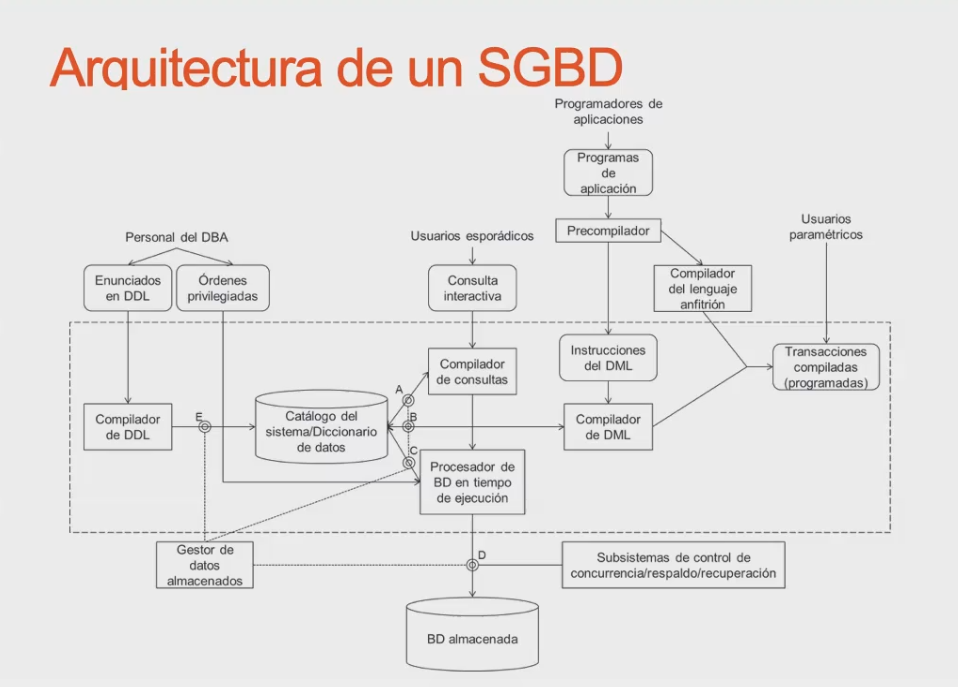 Arquitectura de un SGBD
Programadores de
aplicaciones
Programas
de
aplicación
Precompilador
Usuarios
paramétricos
Personal del DBA
Usuarios esporádicos
Enunciados
en DDL
Órdenes
privilegiadas
Consulta
interactiva
Compilador
del lenguaje
anfitrión
Compilador
de consultas
Instrucciones
del DML
Transacciones
compiladas
(programadas)
A
Compilador
de DDL
E
Catálogo del
sistema/Diccionario
de datos
B
Compilador
de DML
C
Procesador de
BD en tiempo
de ejecución
Gestor de
datos
almacenados
D
Subsistemas de control de
concurrencia/respaldo/recuperación
BD almacenada